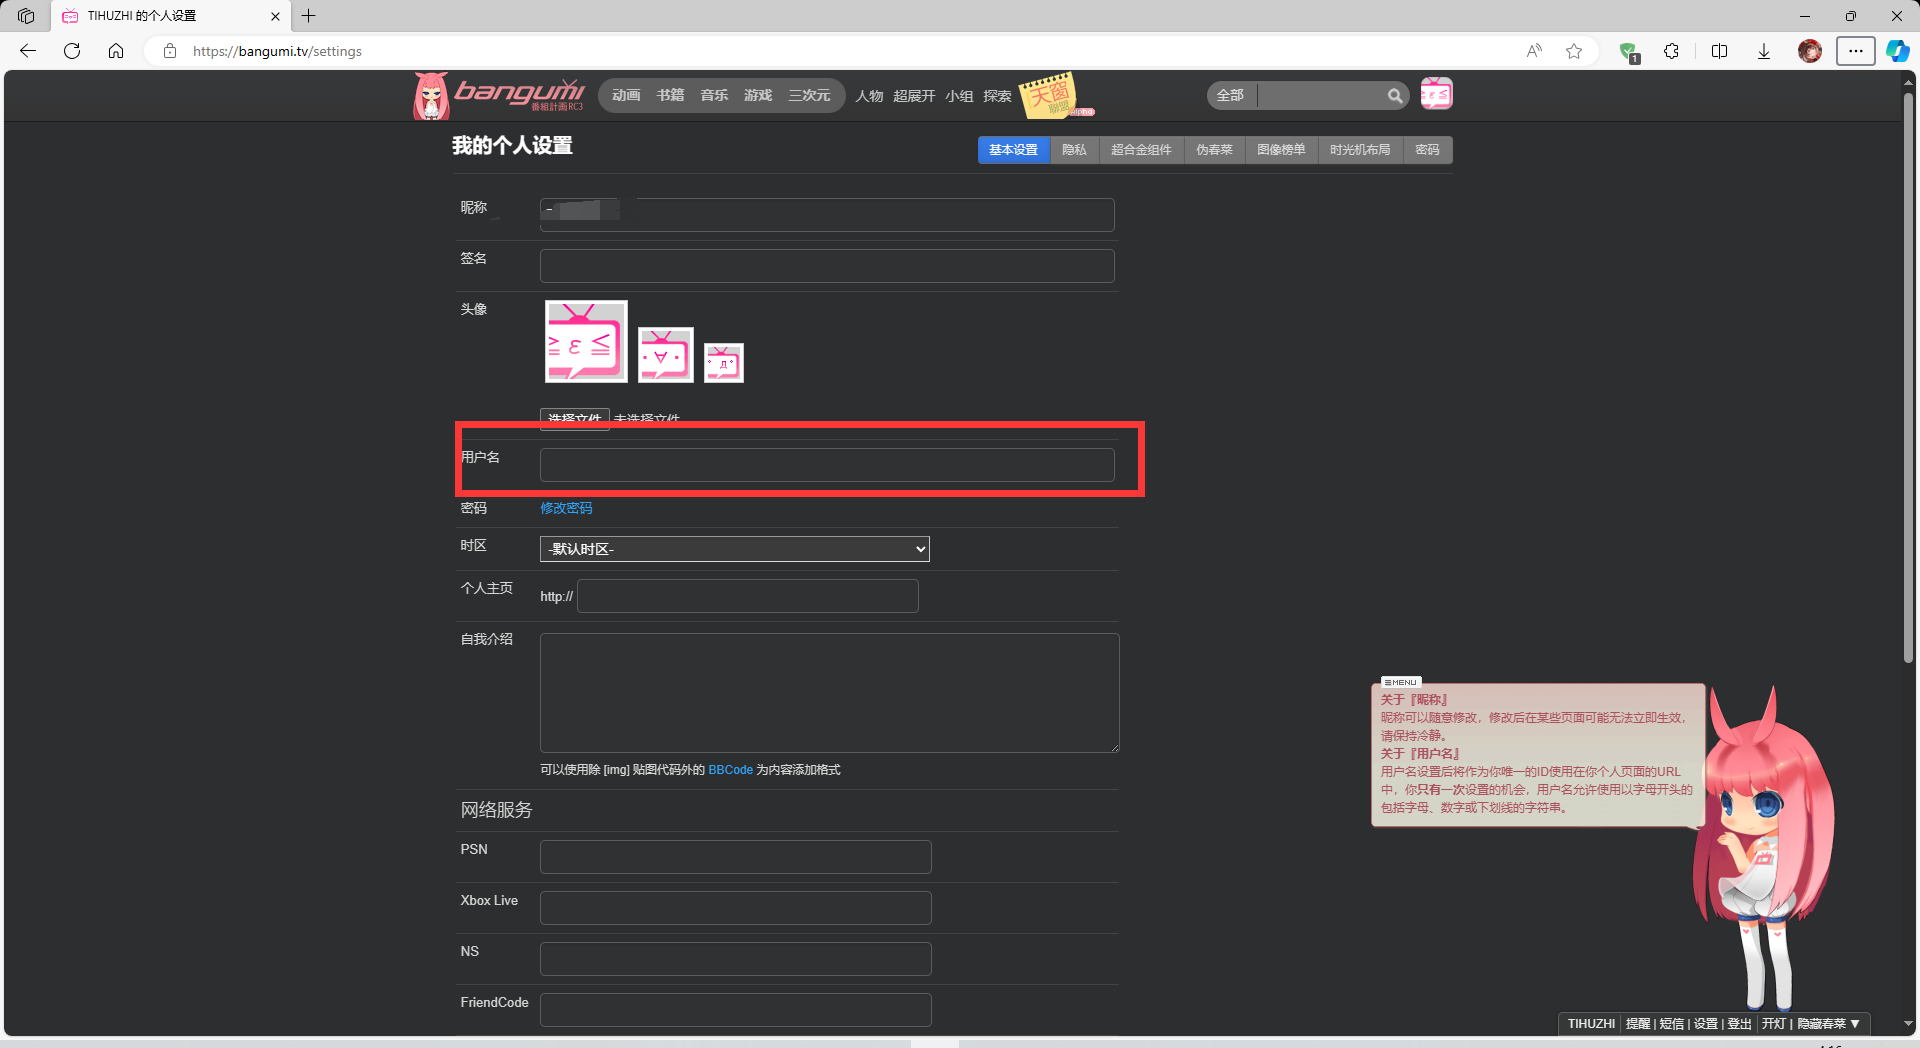 TIHUZHI 的个人设置
https://bangumi.tv/settings
1
bangumi
番組計画RC3
动画 书籍 音乐 游戏 三次元 人物 超展开 小组 探索
天窗
联盟
alpha
全部
我的个人设置
基本设置 隐私 超合金组件 伪春菜 图像榜单 时光机布局 密码
昵称
签名
头像
选择文件 未选择文件
用户名
密码 修改密码
时区 -默认时区-
个人主页 http://
自我介绍
可以使用除 [img] 贴图代码外的 BBCode 为内容添加格式
网络服务
PSN
Xbox Live
NS
FriendCode
MENU
关于『昵称』
昵称可以随意修改，修改后在某些页面可能无法立即生效，
请保持冷静。
关于『用户名』
用户名设置后将作为你唯一的ID使用在你个人页面的URL
中，你只有一次设置的机会，用户名允许使用以字母开头的
包括字母、数字或下划线的字符串。
TIHUZHI 提醒 | 短信 | 设置 | 登出 开灯 | 隐藏春菜 ▼